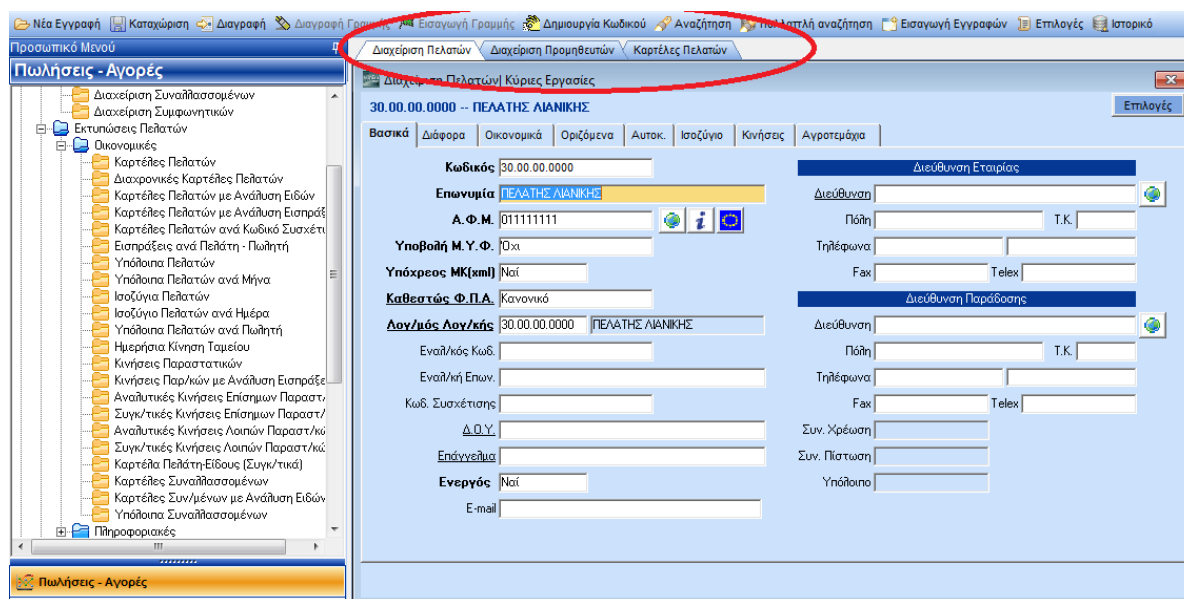 Νέα Εγγραφή Καταχώριση Διαγραφή Διαγραφή Γραμμής Εισαγωγή Γραμμής Δημιουργία Κωδικού Αναζήτηση Πολλαπλή αναζήτηση Εισαγωγή Εγγραφών Επιλογές Ιστορικό
Προσωπικό Μενού
Διαχείριση Πελατών Διαχείριση Προμηθευτών Καρτέλες Πελατών
Πωλήσεις - Αγορές
Διαχείριση Συναλλασσομένων
Διαχείριση Συμφωνητικών
Εκτυπώσεις Πελατών
Οικονομικές
Καρτέλες Πελατών
Διαχρονικές Καρτέλες Πελατών
Καρτέλες Πελατών με Ανάλυση Ειδών
Καρτέλες Πελατών με Ανάλυση Εισπράξ
Καρτέλες Πελατών ανά Κωδικό Συσχέτι
Εισπράξεις ανά Πελάτη - Πωλητή
Υπόλοιπα Πελατών
Υπόλοιπα Πελατών ανά Μήνα
Ισοζύγια Πελατών
Ισοζύγιο Πελατών ανά Ημέρα
Υπόλοιπα Πελατών ανά Πωλητή
Ημερήσια Κίνηση Ταμείου
Κινήσεις Παραστατικών
Κινήσεις Παρ/κών με Ανάλυση Εισπράξε
Αναλυτικές Κινήσεις Επίσημων Παραστ/
Συγκ/τικές Κινήσεις Επίσημων Παραστ/
Αναλυτικές Κινήσεις Λοιπών Παραστ/κώ
Συγκ/τικές Κινήσεις Λοιπών Παραστ/κώ
Καρτέλα Πελάτη-Είδους (Συγκ/τικά)
Καρτέλες Συναλλασσομένων
Καρτέλες Συν/μένων με Ανάλυση Ειδών
Υπόλοιπα Συναλλασσομένων
Πληροφοριακές
Πωλήσεις - Αγορές
Διαχείριση Πελατών| Κύριες Εργασίες
30.00.00.0000 -- ΠΕΛΑΤΗΣ ΛΙΑΝΙΚΗΣ Επιλογές
Βασικά Διάφορα Οικονομικά Οριζόμενα Αυτοκ. Ισοζύγιο Κινήσεις Αγροτεμάχια
Κωδικός 30.00.00.0000
Επωνυμία ΠΕΛΑΤΗΣ ΛΙΑΝΙΚΗΣ
Α.Φ.Μ. 011111111
Υποβολή Μ.Υ.Φ. Όχι
Υπόχρεος ΜΚ(xml) Ναί
Καθεστώς Φ.Π.Α. Κανονικό
Λογ/μός Λογ/κής 30.00.00.0000 ΠΕΛΑΤΗΣ ΛΙΑΝΙΚΗΣ
Εναλ/κός Κωδ.
Εναλ/κή Επων.
Κωδ. Συσχέτισης
Δ.Ο.Υ.
Επάγγελμα
Ενεργός Ναί
E-mail
Διεύθυνση Εταιρίας
Διεύθυνση
Πόλη Τ.Κ.
Τηλέφωνα
Fax Telex
Διεύθυνση Παράδοσης
Διεύθυνση
Πόλη Τ.Κ.
Τηλέφωνα
Fax Telex
Συν. Χρέωση
Συν. Πίστωση
Υπόλοιπο